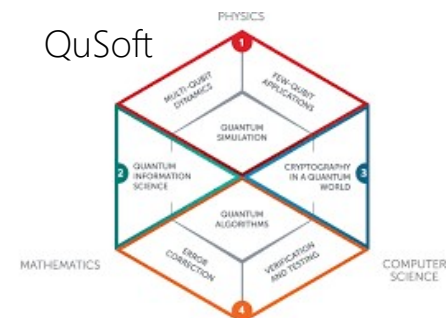 PHYSICS
QuSoft
1
MULTI-QUBIT
DYNAMICS
FEW-QUBIT
APPLICATIONS
QUANTUM
SIMULATION
2
QUANTUM
INFORMATION
SCIENCE
CRYPTOGRAPHY
IN A QUANTUM
WORLD
3
QUANTUM
ALGORITHMS
ERROR
CORRECTION
VERIFICATION
AND TESTING
MATHEMATICS
COMPUTER
SCIENCE
4